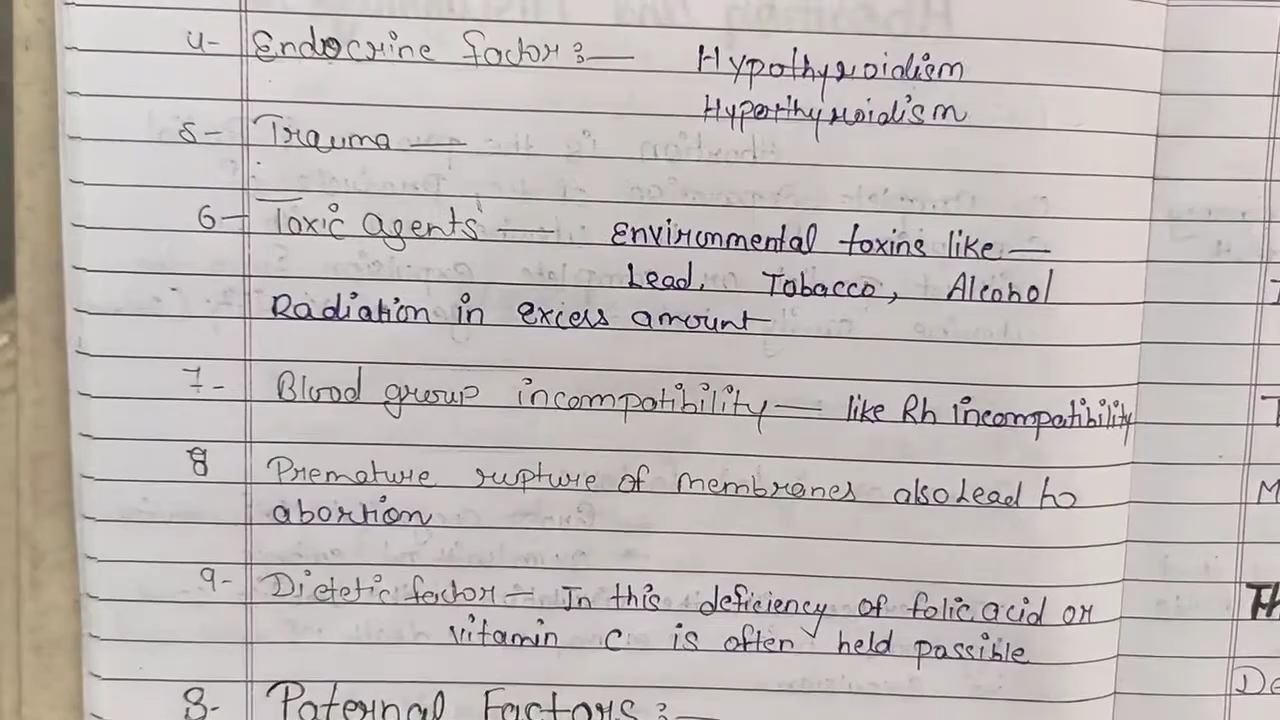 4- Endocrine factor :— Hypothyroidism
Hyperthyroidism
5- Trauma —
6- Toxic agents — environmental toxins like —
Lead, Tobacco, Alcohol
Radiation in excess amount
7- Blood group incompatibility — like Rh incompatibility
8 Premature rupture of membranes also Lead to
abortion
9- Dietetic factor - In this deficiency of folic acid or
vitamin c is often held possible
8- Paternal Factors :—